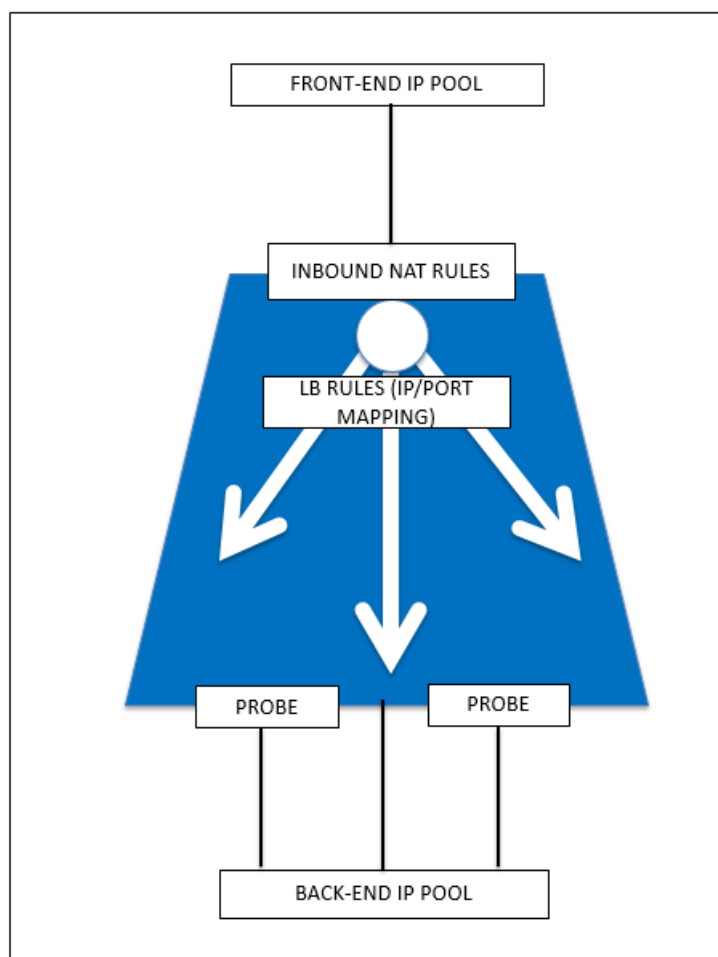 FRONT-END IP POOL
INBOUND NAT RULES
LB RULES (IP/PORT
MAPPING)
PROBE
PROBE
BACK-END IP POOL